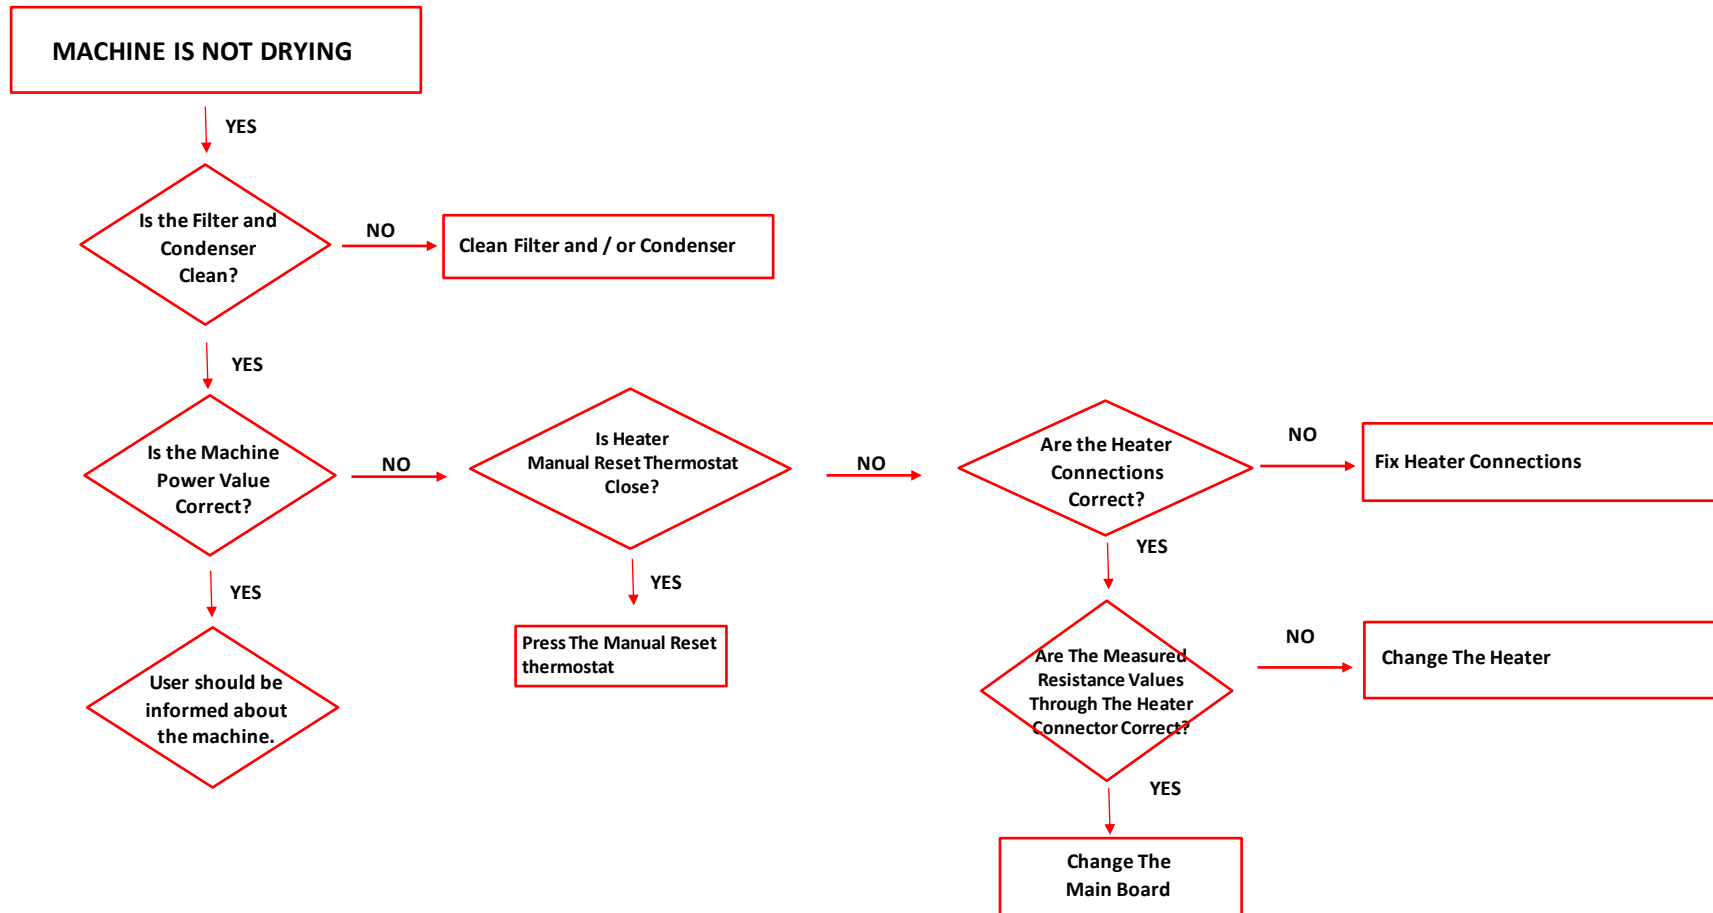 MACHINE IS NOT DRYING
YES
Is the Filter and
Condenser
Clean?
NO
Clean Filter and / or Condenser
YES
Is the Machine
Power Value
Correct?
NO
Is Heater
Manual Reset Thermostat
Close?
NO
Are the Heater
Connections
Correct?
NO
Fix Heater Connections
YES
User should be
informed about
the machine.
YES
Press The Manual Reset
thermostat
YES
Are The Measured
Resistance Values
Through The Heater
Connector Correct?
NO
Change The Heater
YES
Change The
Main Board